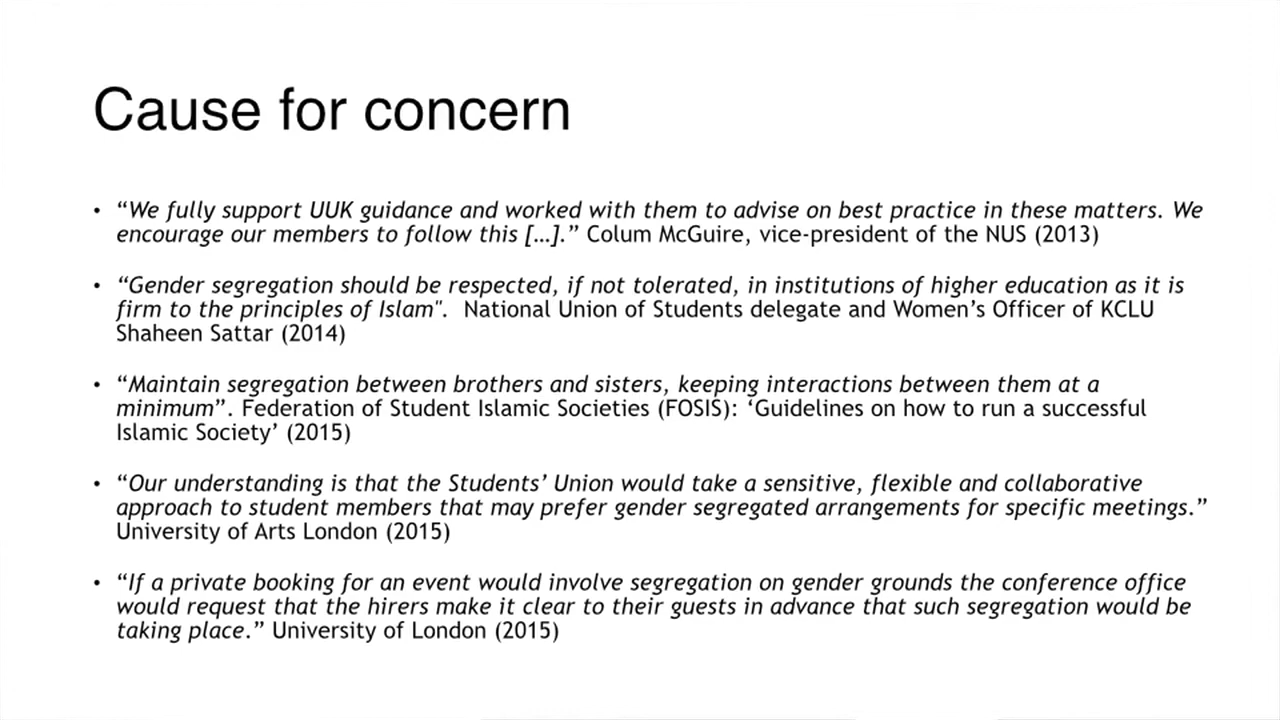 Cause for concern
• “We fully support UUK guidance and worked with them to advise on best practice in these matters. We
encourage our members to follow this [...].” Colum McGuire, vice-president of the NUS (2013)
• “Gender segregation should be respected, if not tolerated, in institutions of higher education as it is
firm to the principles of Islam". National Union of Students delegate and Women’s Officer of KCLU
Shaheen Sattar (2014)
• “Maintain segregation between brothers and sisters, keeping interactions between them at a
minimum”. Federation of Student Islamic Societies (FOSIS): ‘Guidelines on how to run a successful
Islamic Society’ (2015)
• “Our understanding is that the Students’ Union would take a sensitive, flexible and collaborative
approach to student members that may prefer gender segregated arrangements for specific meetings.”
University of Arts London (2015)
• “If a private booking for an event would involve segregation on gender grounds the conference office
would request that the hirers make it clear to their guests in advance that such segregation would be
taking place.” University of London (2015)